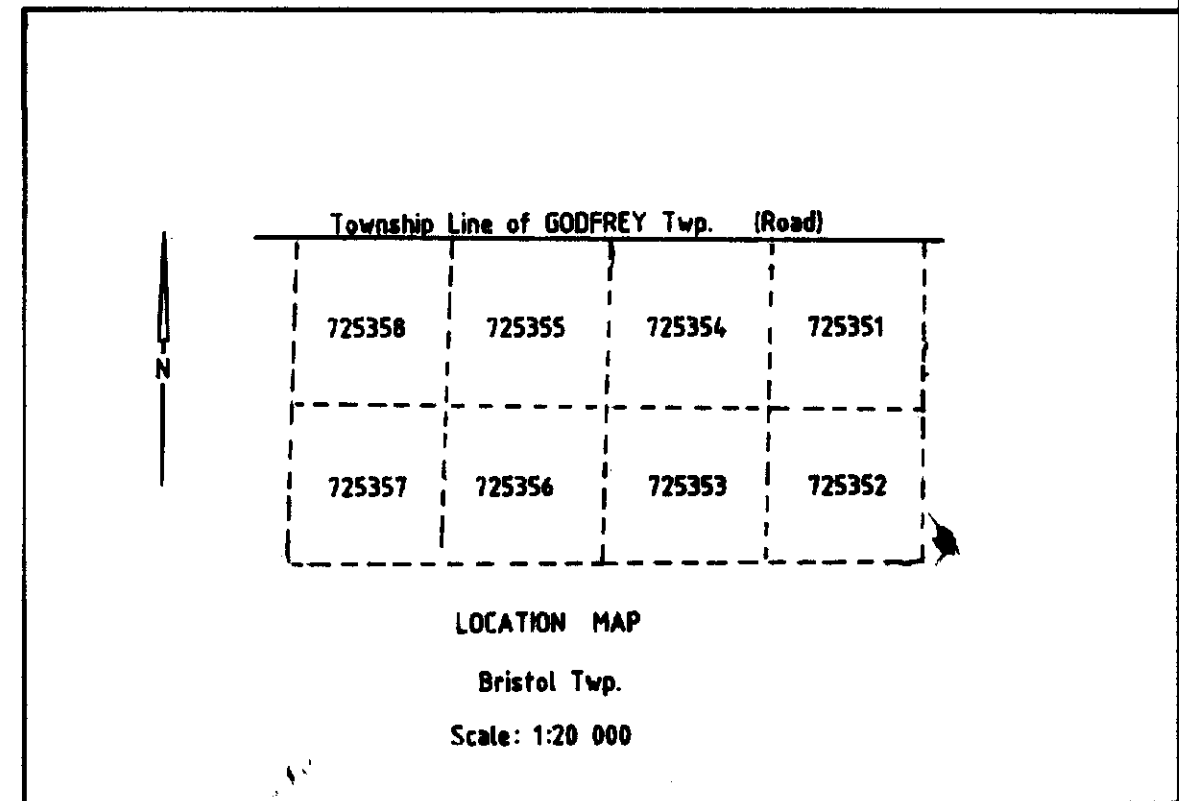 Township Line of GODFREY Twp. (Road)
N
725358 725355 725354 725351
725357 725356 725353 725352
LOCATION MAP
Bristol Twp.
Scale: 1:20 000